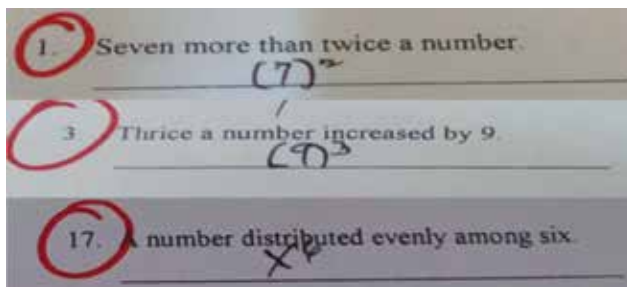 1. Seven more than twice a number.
(7)²
3 Thrice a number increased by 9.
(9)³
17. A number distributed evenly among six.
x⁶